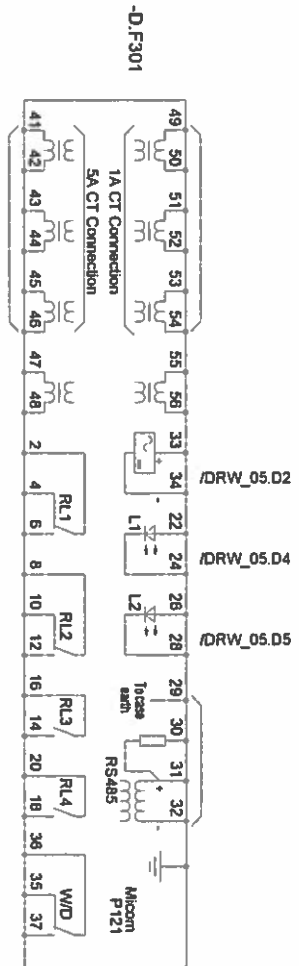 -D.F301
49 50 51 52 53 54 55 56 33 34 22 24 26 28 29 30 31 32
/DRW_05.D2
/DRW_05.D4
/DRW_05.D5
1A CT Connection
5A CT Connection
+
-
L1
L2
To case
earth
+
RS485
Micom
P121
RL1
RL2
RL3
RL4
W/D
41 42 43 44 45 46 47 48 2 4 6 8 10 12 16 14 20 18 36 35 37